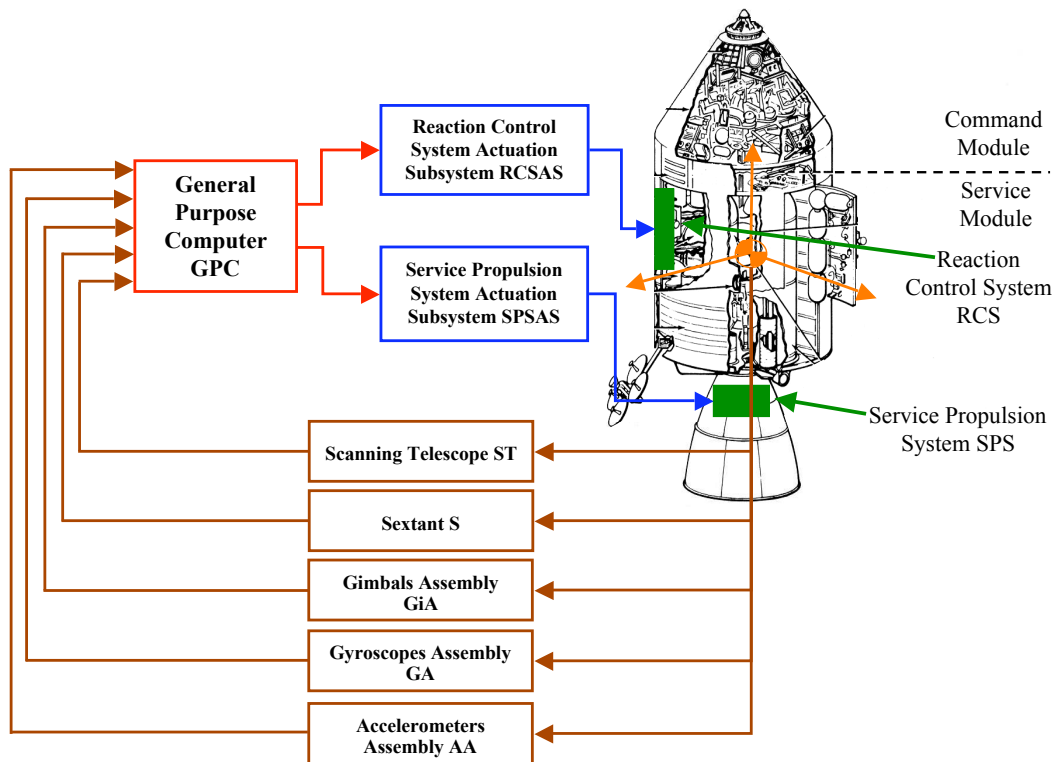 Reaction Control
System Actuation
Subsystem RCSAS
General
Purpose
Computer
GPC
Service Propulsion
System Actuation
Subsystem SPSAS
Command
Module
Service
Module
Reaction
Control System
RCS
Service Propulsion
System SPS
Scanning Telescope ST
Sextant S
Gimbals Assembly
GiA
Gyroscopes Assembly
GA
Accelerometers
Assembly AA